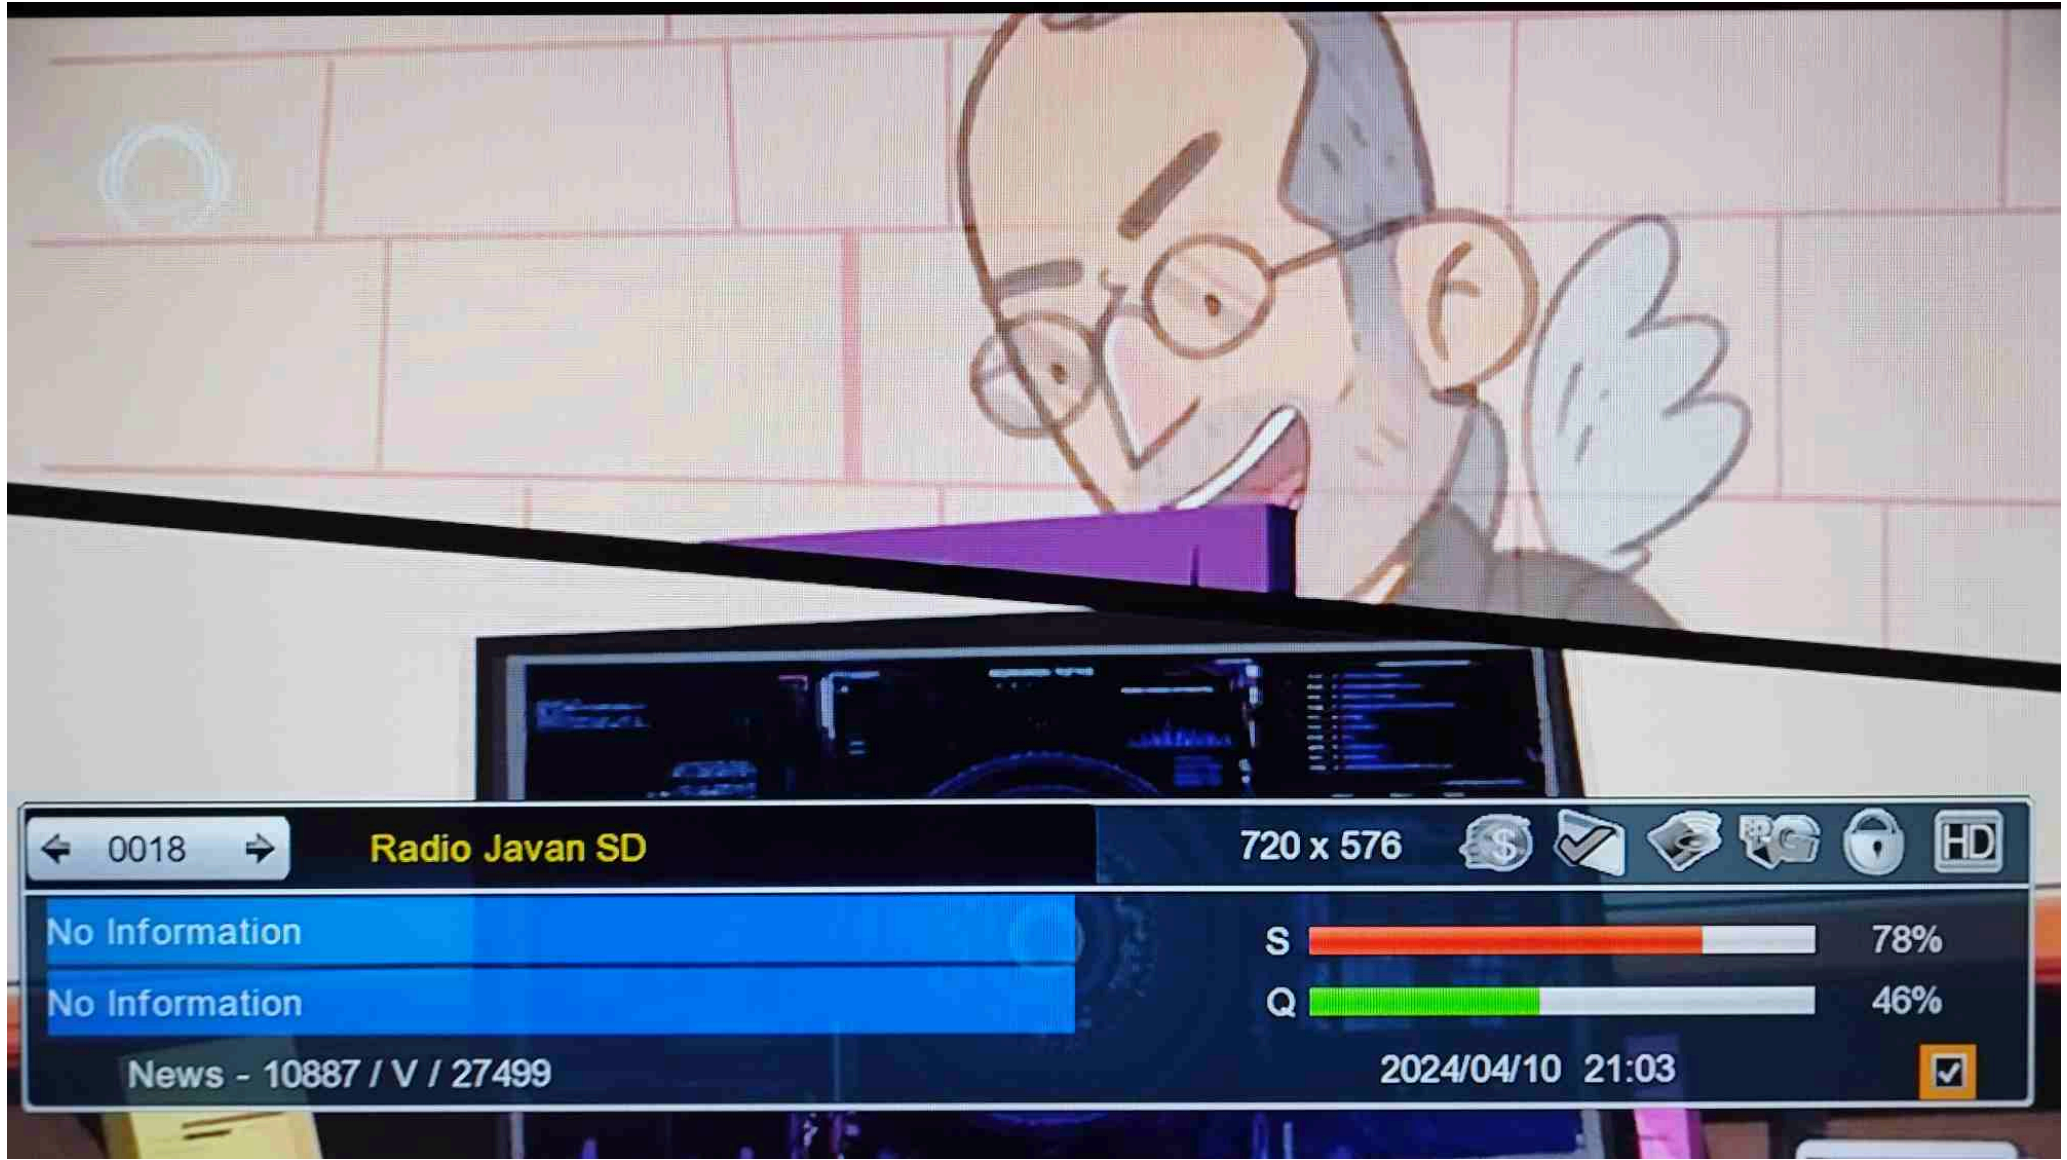 0018 Radio Javan SD 720 x 576 HD
No Information
S 78%
No Information
Q 46%
News - 10887 / V / 27499 2024/04/10 21:03